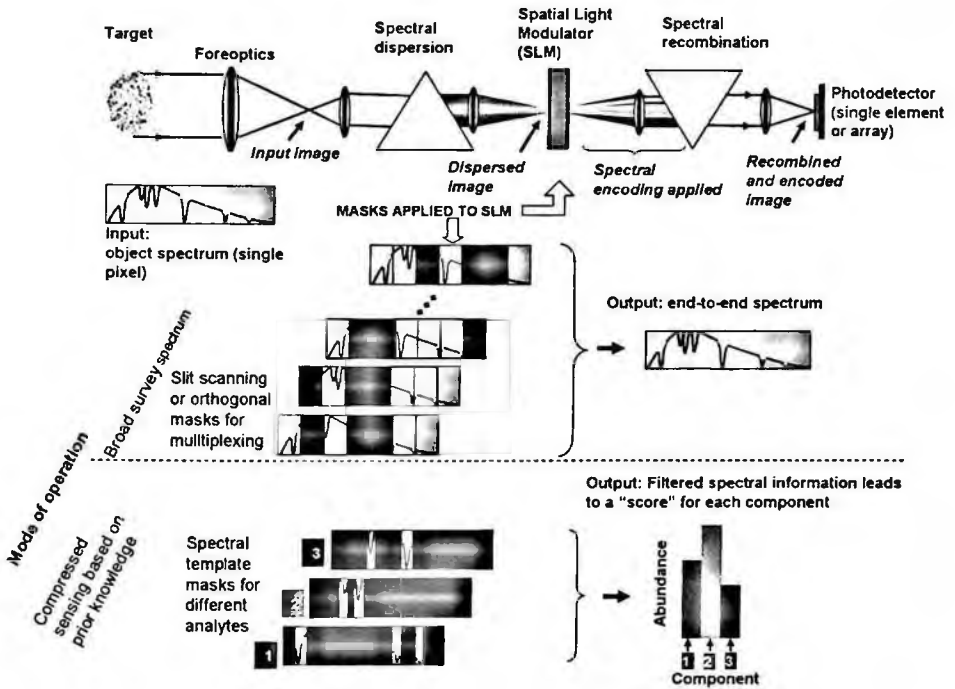 Target
Foreoptics
Spectral
dispersion
Spatial Light
Modulator
(SLM)
Spectral
recombination
Photodetector
(single element
or array)
Input image
Dispersed
image
Spectral
encoding applied
Recombined
and encoded
image
MASKS APPLIED TO SLM
Input:
object spectrum (single
pixel)
Output: end-to-end spectrum
Mode of operation
Broad survey spectrum
Slit scanning
or orthogonal
masks for
mulltiplexing
Output: Filtered spectral information leads
to a “score” for each component
Compressed
sensing based on
prior knowledge
Spectral
template
masks for
different
analytes
3
1
Abundance
1 2 3
Component